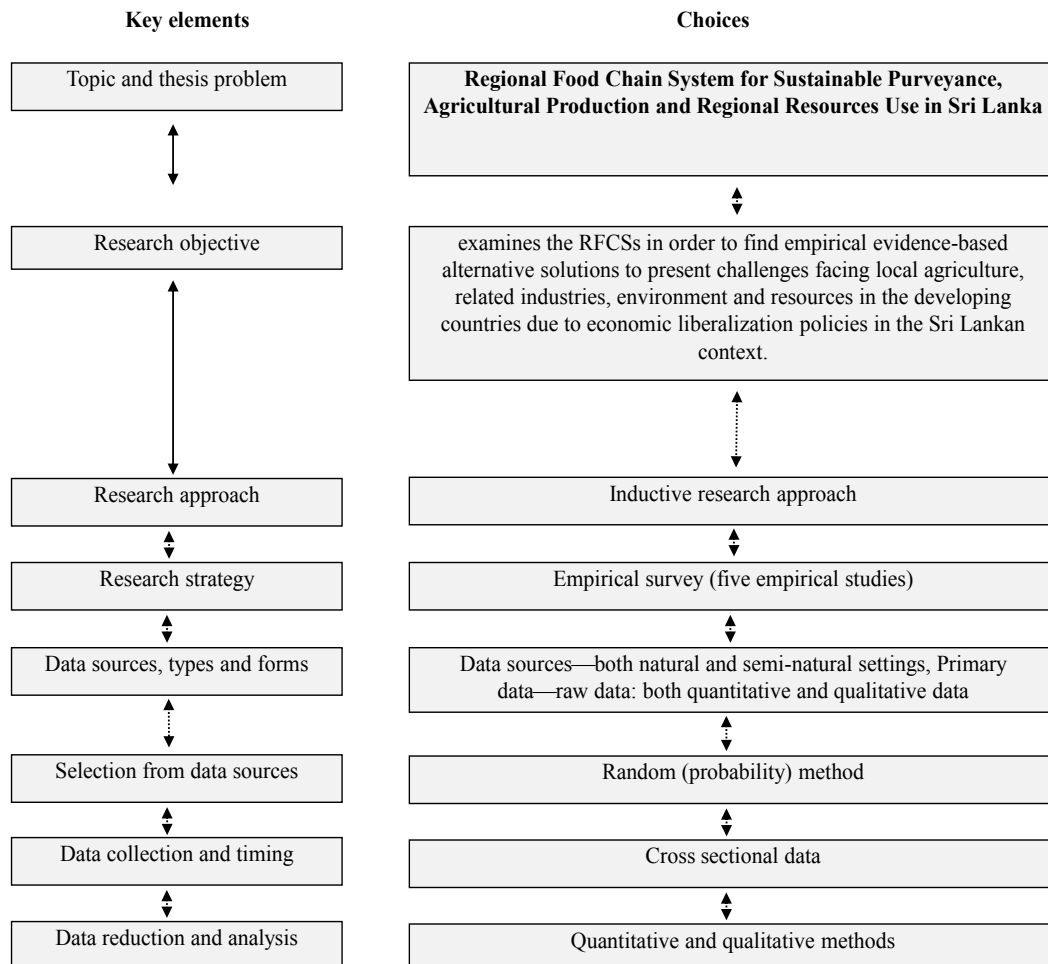 Key elements
Choices
Topic and thesis problem
Regional Food Chain System for Sustainable Purveyance,
Agricultural Production and Regional Resources Use in Sri Lanka
Research objective
examines the RFCSs in order to find empirical evidence-based
alternative solutions to present challenges facing local agriculture,
related industries, environment and resources in the developing
countries due to economic liberalization policies in the Sri Lankan
context.
Research approach
Inductive research approach
Research strategy
Empirical survey (five empirical studies)
Data sources, types and forms
Data sources—both natural and semi-natural settings, Primary
data—raw data: both quantitative and qualitative data
Selection from data sources
Random (probability) method
Data collection and timing
Cross sectional data
Data reduction and analysis
Quantitative and qualitative methods